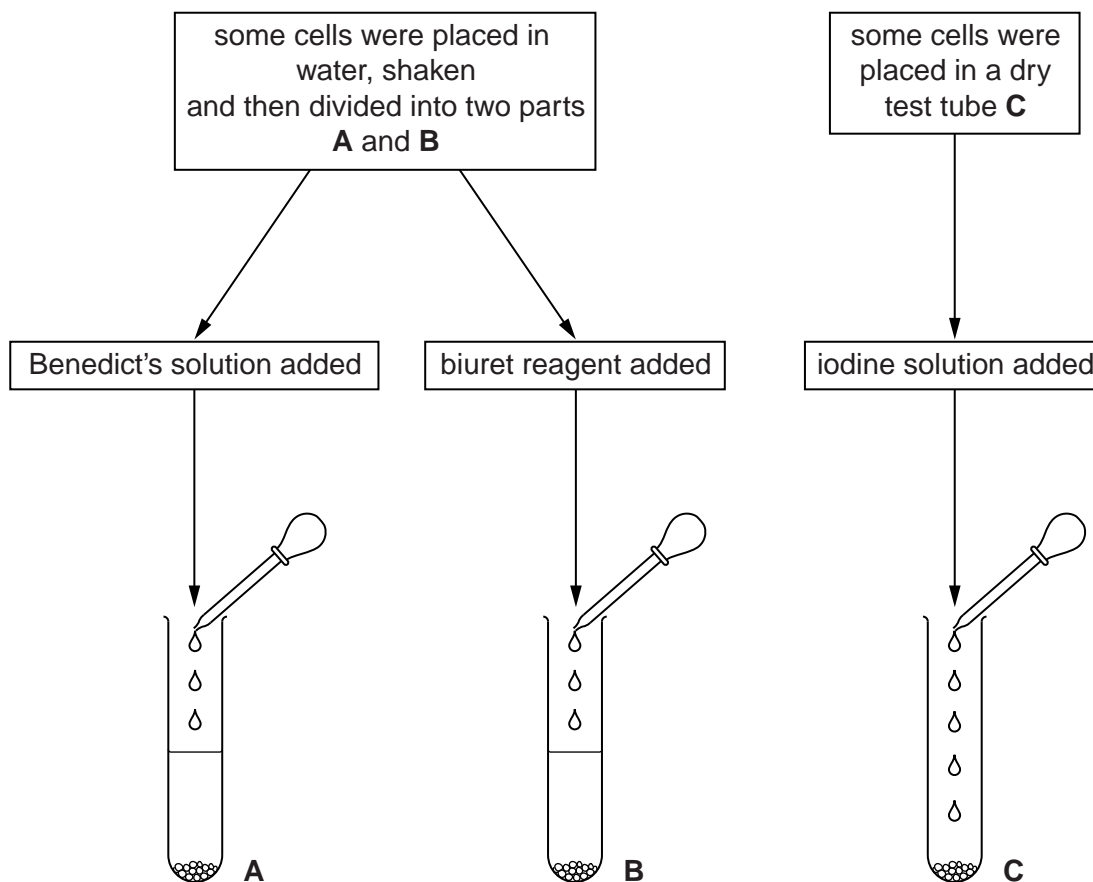 some cells were placed in
water, shaken
and then divided into two parts
A and B
some cells were
placed in a dry
test tube C
Benedict’s solution added
biuret reagent added
iodine solution added
A
B
C